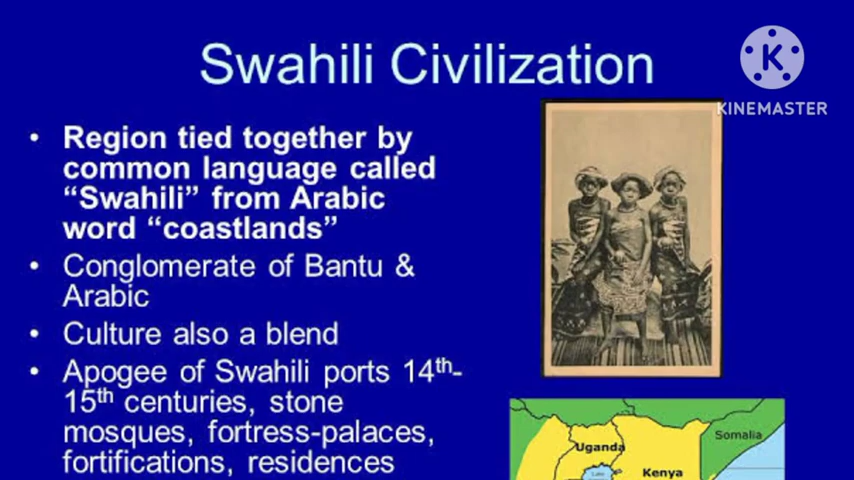 Swahili Civilization
K
KINEMASTER
• Region tied together by
common language called
“Swahili” from Arabic
word “coastlands”
• Conglomerate of Bantu &
Arabic
• Culture also a blend
• Apogee of Swahili ports 14th-
15th centuries, stone
mosques, fortress-palaces,
fortifications, residences
Uganda
Somalia
Kenya